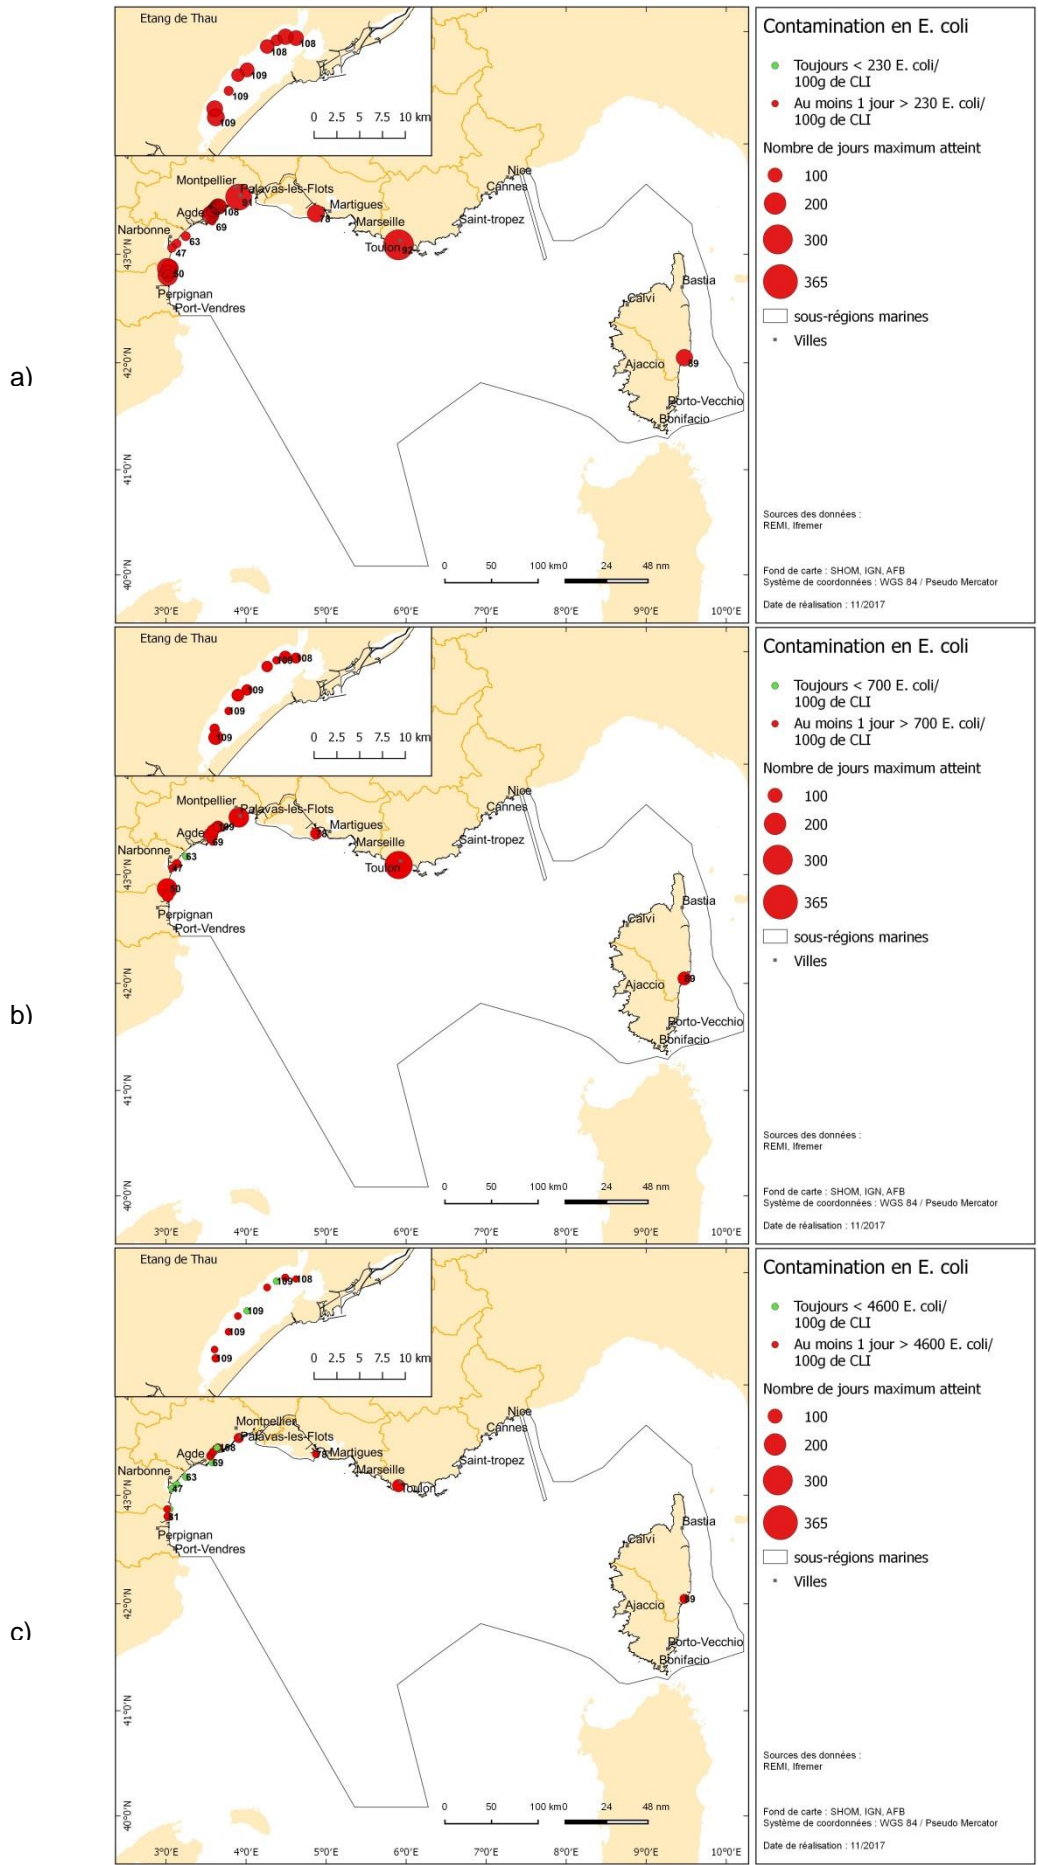 a)
Etang de Thau
108
108
109
109
109
0 2.5 5 7.5 10 km
Montpellier
Palavas-les-Flots
91
Agde
108
69
Narbonne
63
47
50
Perpignan
Port-Vendres
Martigues
78
Marseille
Toulon
92
Saint-tropez
Cannes
Nice
Bastia
Calvi
89
Ajaccio
Porto-Vecchio
Bonifacio
43°0'N
42°0'N
41°0'N
40°0'N
0 50 100 km
0 24 48 nm
3°0'E 4°0'E 5°0'E 6°0'E 7°0'E 8°0'E 9°0'E 10°0'E
Contamination en E. coli
Toujours < 230 E. coli/
100g de CLI
Au moins 1 jour > 230 E. coli/
100g de CLI
Nombre de jours maximum atteint
100
200
300
365
sous-régions marines
Villes
Sources des données :
REMI, Ifremer
Fond de carte : SHOM, IGN, AFB
Système de coordonnées : WGS 84 / Pseudo Mercator
Date de réalisation : 11/2017
b)
Etang de Thau
108
109
109
109
0 2.5 5 7.5 10 km
Montpellier
Palavas-les-Flots
Agde
109
69
Narbonne
63
47
50
Perpignan
Port-Vendres
Martigues
78
Marseille
Toulon
Saint-tropez
Cannes
Nice
Bastia
Calvi
89
Ajaccio
Porto-Vecchio
Bonifacio
43°0'N
42°0'N
41°0'N
40°0'N
0 50 100 km
0 24 48 nm
3°0'E 4°0'E 5°0'E 6°0'E 7°0'E 8°0'E 9°0'E 10°0'E
Contamination en E. coli
Toujours < 700 E. coli/
100g de CLI
Au moins 1 jour > 700 E. coli/
100g de CLI
Nombre de jours maximum atteint
100
200
300
365
sous-régions marines
Villes
Sources des données :
REMI, Ifremer
Fond de carte : SHOM, IGN, AFB
Système de coordonnées : WGS 84 / Pseudo Mercator
Date de réalisation : 11/2017
c)
Etang de Thau
109
108
109
109
109
0 2.5 5 7.5 10 km
Montpellier
Palavas-les-Flots
Agde
69
Narbonne
63
47
Perpignan
Port-Vendres
Martigues
78
Marseille
Toulon
Saint-tropez
Cannes
Nice
Bastia
Calvi
89
Ajaccio
Porto-Vecchio
Bonifacio
43°0'N
42°0'N
41°0'N
40°0'N
0 50 100 km
0 24 48 nm
3°0'E 4°0'E 5°0'E 6°0'E 7°0'E 8°0'E 9°0'E 10°0'E
Contamination en E. coli
Toujours < 4600 E. coli/
100g de CLI
Au moins 1 jour > 4600 E. coli/
100g de CLI
Nombre de jours maximum atteint
100
200
300
365
sous-régions marines
Villes
Sources des données :
REMI, Ifremer
Fond de carte : SHOM, IGN, AFB
Système de coordonnées : WGS 84 / Pseudo Mercator
Date de réalisation : 11/2017